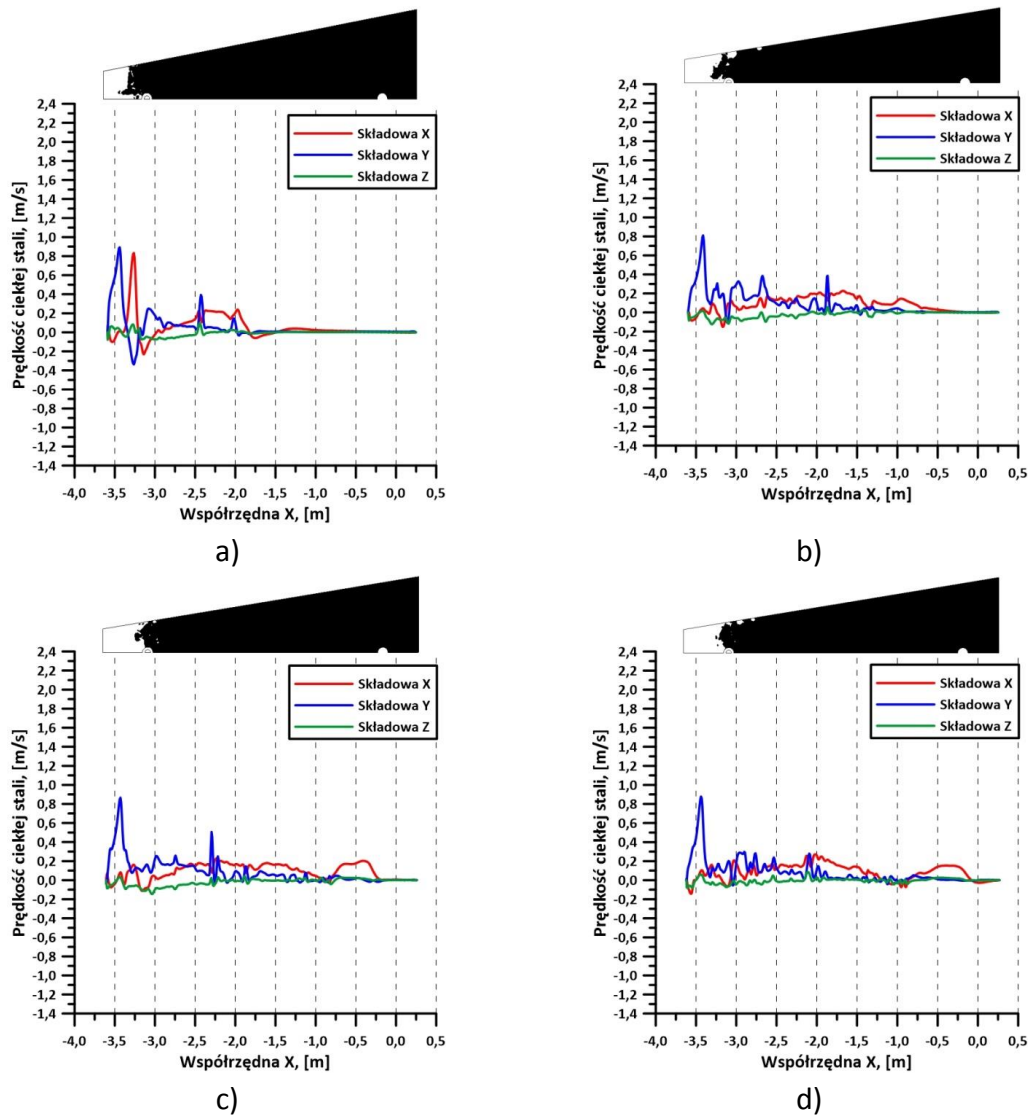 2,4
2,2
2,0
1,8
1,6
1,4
1,2
1,0
0,8
0,6
0,4
0,2
0,0
-0,2
-0,4
-0,6
-0,8
-1,0
-1,2
-1,4
Prędkość ciekłej stali, [m/s]
Składowa X
Składowa Y
Składowa Z
-4,0 -3,5 -3,0 -2,5 -2,0 -1,5 -1,0 -0,5 0,0 0,5
Współrzędna X, [m]
a)
2,4
2,2
2,0
1,8
1,6
1,4
1,2
1,0
0,8
0,6
0,4
0,2
0,0
-0,2
-0,4
-0,6
-0,8
-1,0
-1,2
-1,4
Prędkość ciekłej stali, [m/s]
Składowa X
Składowa Y
Składowa Z
-4,0 -3,5 -3,0 -2,5 -2,0 -1,5 -1,0 -0,5 0,0 0,5
Współrzędna X, [m]
b)
2,4
2,2
2,0
1,8
1,6
1,4
1,2
1,0
0,8
0,6
0,4
0,2
0,0
-0,2
-0,4
-0,6
-0,8
-1,0
-1,2
-1,4
Prędkość ciekłej stali, [m/s]
Składowa X
Składowa Y
Składowa Z
-4,0 -3,5 -3,0 -2,5 -2,0 -1,5 -1,0 -0,5 0,0 0,5
Współrzędna X, [m]
c)
2,4
2,2
2,0
1,8
1,6
1,4
1,2
1,0
0,8
0,6
0,4
0,2
0,0
-0,2
-0,4
-0,6
-0,8
-1,0
-1,2
-1,4
Prędkość ciekłej stali, [m/s]
Składowa X
Składowa Y
Składowa Z
-4,0 -3,5 -3,0 -2,5 -2,0 -1,5 -1,0 -0,5 0,0 0,5
Współrzędna X, [m]
d)